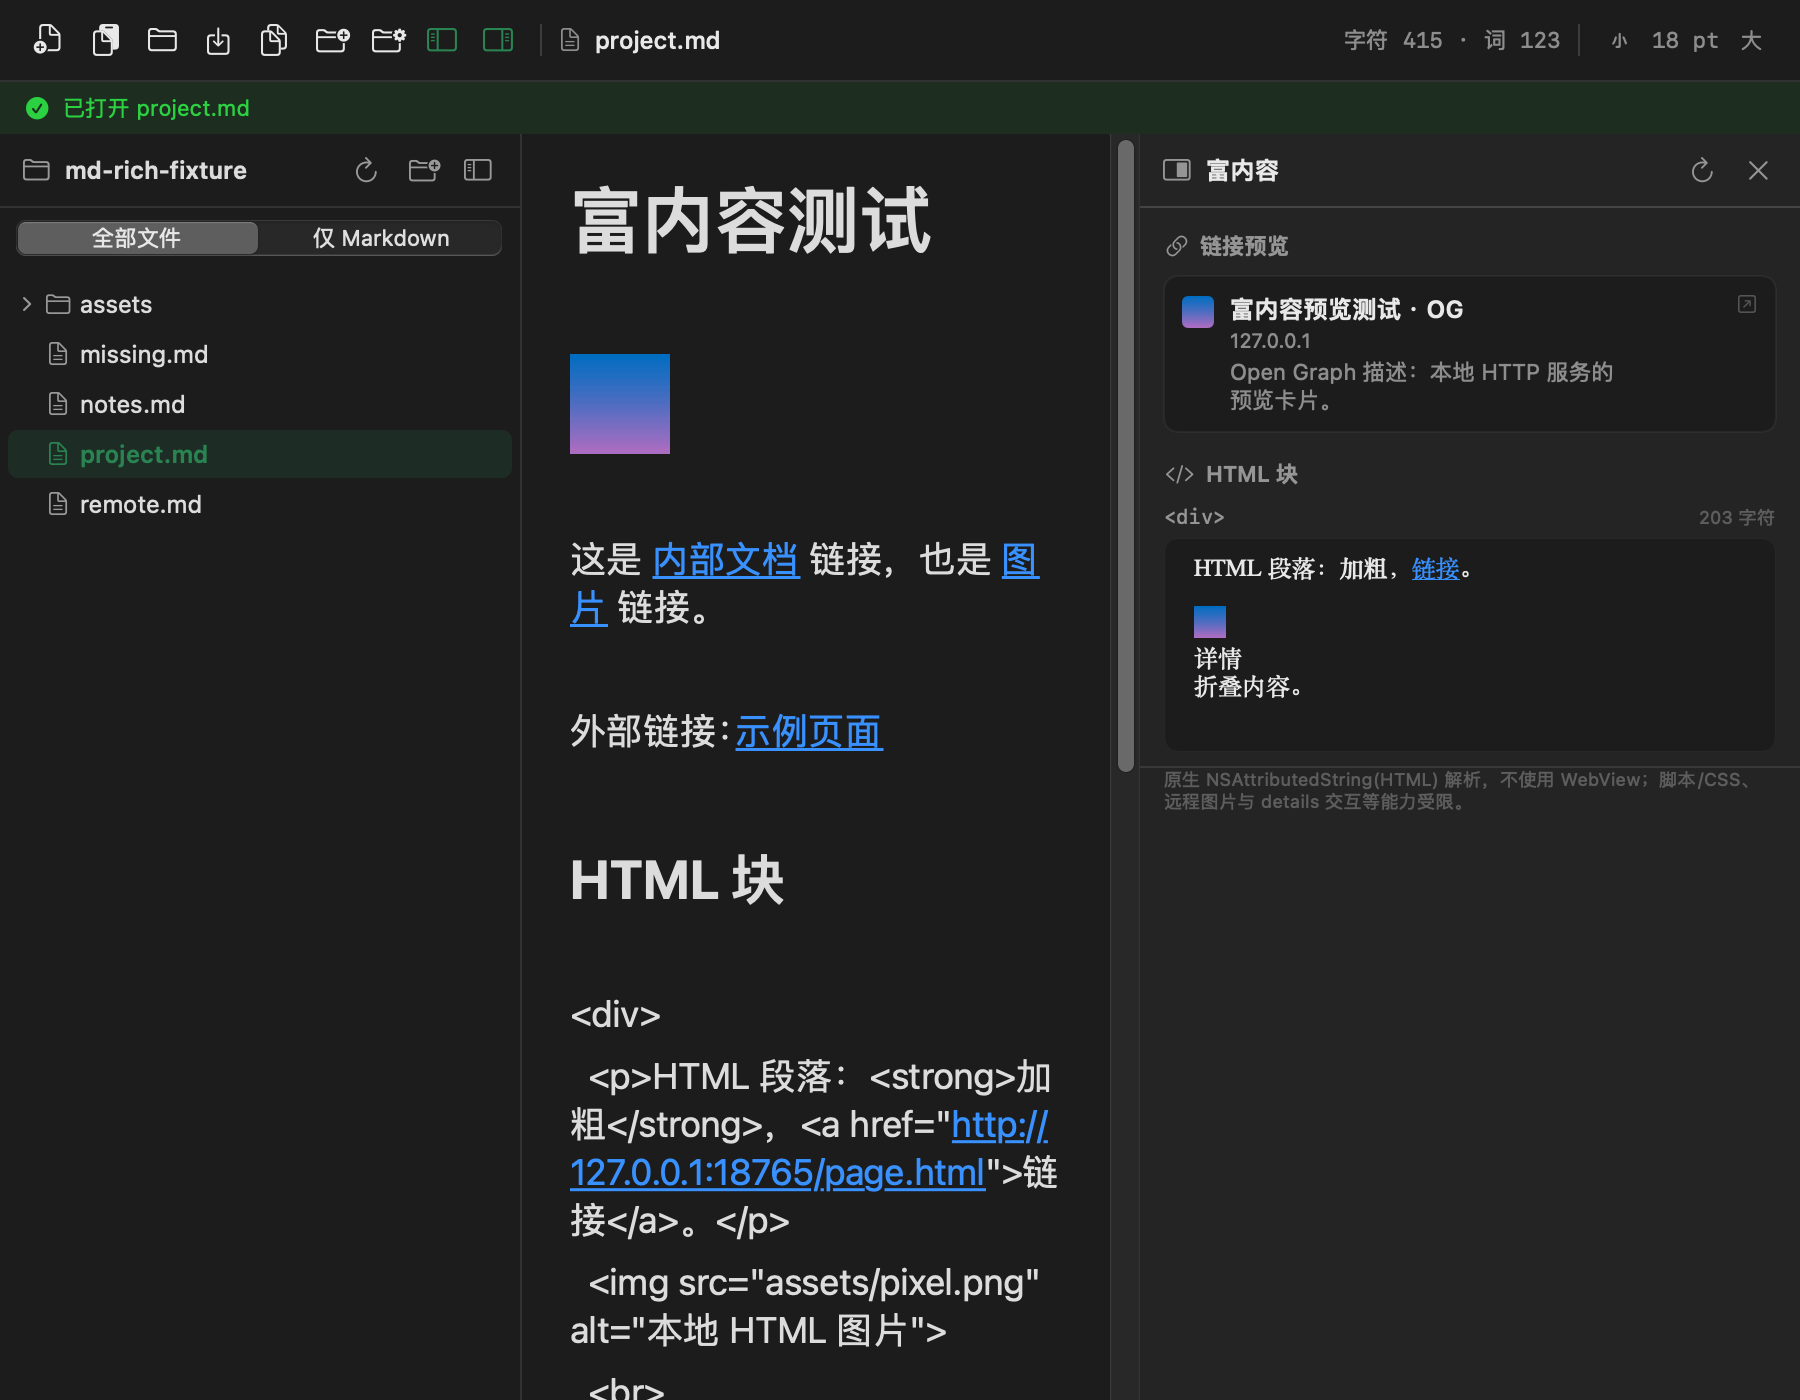 project.md
字符 415 · 词 123
小 18 pt 大
已打开 project.md
md-rich-fixture
全部文件
仅 Markdown
assets
missing.md
notes.md
project.md
remote.md
富内容测试
这是 内部文档 链接，也是 图
片 链接。
外部链接：示例页面
HTML 块
<div>
<p>HTML 段落：<strong>加
粗</strong>，<a href="http://
127.0.0.1:18765/page.html">链
接</a>。</p>
<img src="assets/pixel.png"
alt="本地 HTML 图片">
<br>
富内容
链接预览
富内容预览测试 · OG
127.0.0.1
Open Graph 描述：本地 HTTP 服务的
预览卡片。
</> HTML 块
<div>
203 字符
HTML 段落：加粗，链接。
详情
折叠内容。
原生 NSAttributedString(HTML) 解析，不使用 WebView；脚本/CSS、
远程图片与 details 交互等能力受限。